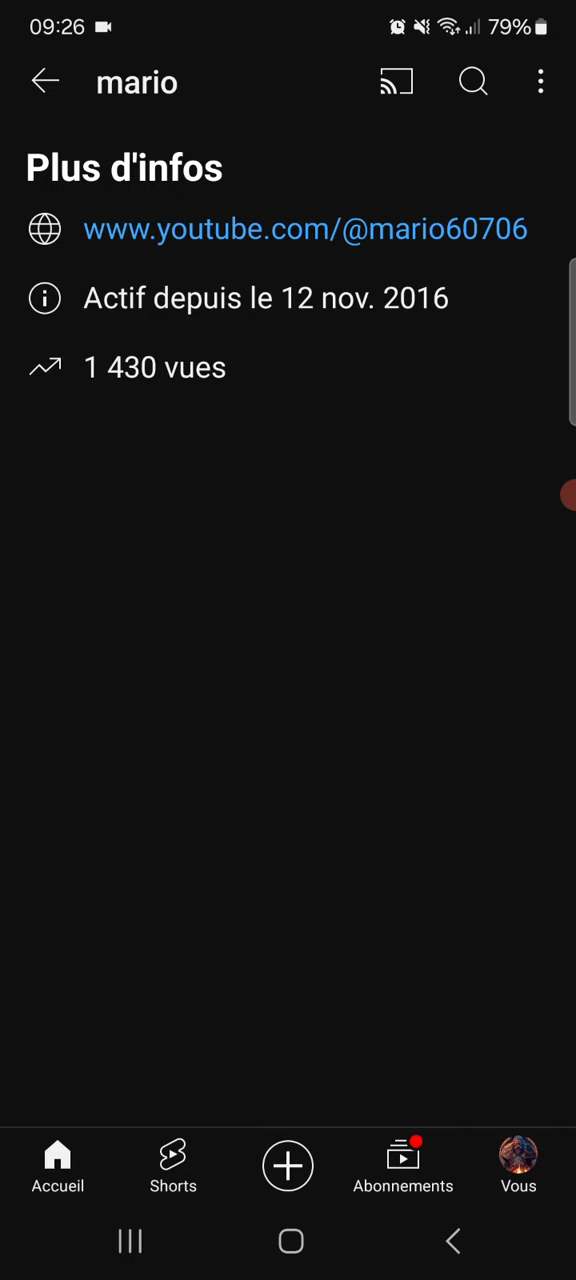 09:26
79%
mario
Plus d'infos
www.youtube.com/@mario60706
Actif depuis le 12 nov. 2016
1 430 vues
Accueil
Shorts
Abonnements
Vous